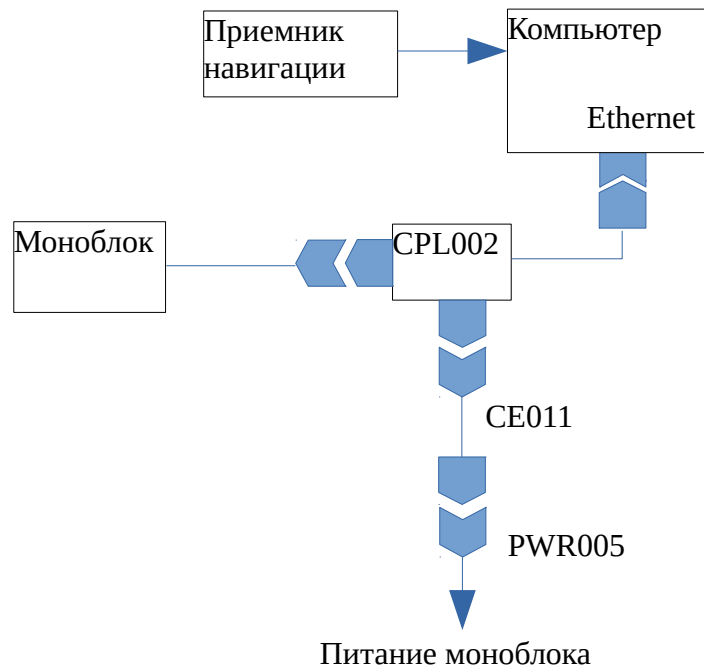 Приемник
навигации
Компьютер
Ethernet
Моноблок
CPL002
CE011
PWR005
Питание моноблока